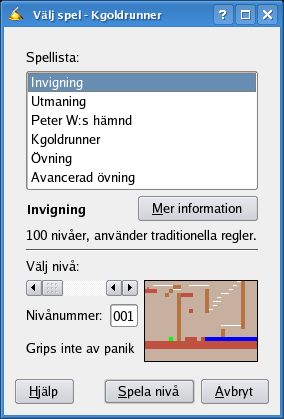 Välj spel - Kgoldrunner
Spellista:
Invigning
Utmaning
Peter W:s hämnd
Kgoldrunner
Övning
Avancerad övning
Invigning
Mer information
100 nivåer, använder traditionella regler.
Välj nivå:
Nivånummer: 001
Grips inte av panik
Hjälp
Spela nivå
Avbryt